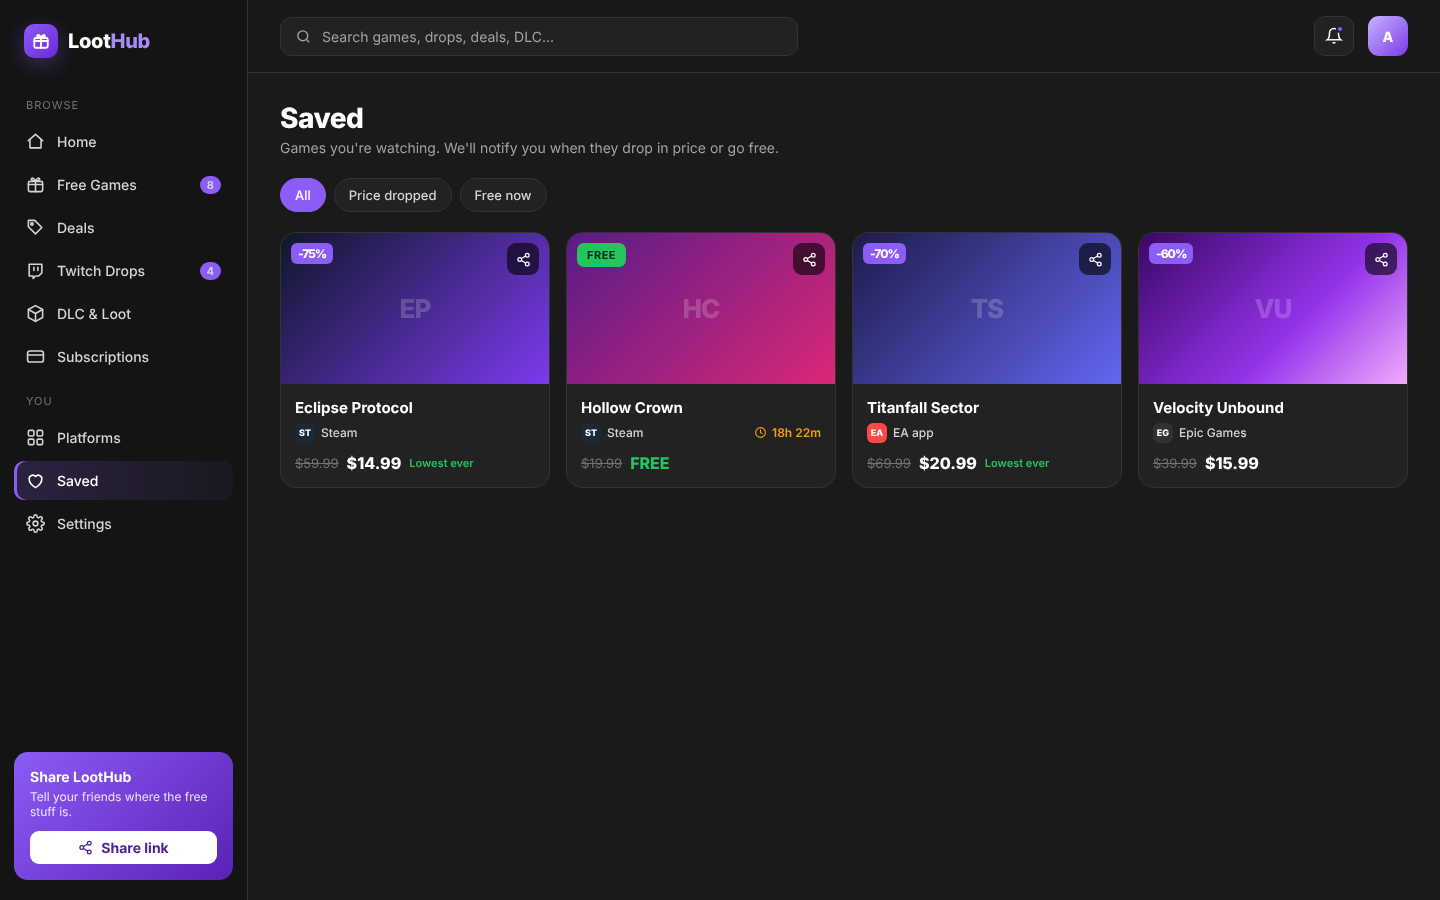 LootHub
Search games, drops, deals, DLC...
A
BROWSE
Home
Free Games 8
Deals
Twitch Drops 4
DLC & Loot
Subscriptions
YOU
Platforms
Saved
Settings
Share LootHub
Tell your friends where the free
stuff is.
Share link
Saved
Games you're watching. We'll notify you when they drop in price or go free.
All
Price dropped
Free now
-75%
EP
Eclipse Protocol
ST Steam
$59.99 $14.99 Lowest ever
FREE
HC
Hollow Crown
ST Steam 18h 22m
$19.99 FREE
-70%
TS
Titanfall Sector
EA EA app
$69.99 $20.99 Lowest ever
-60%
VU
Velocity Unbound
EG Epic Games
$39.99 $15.99